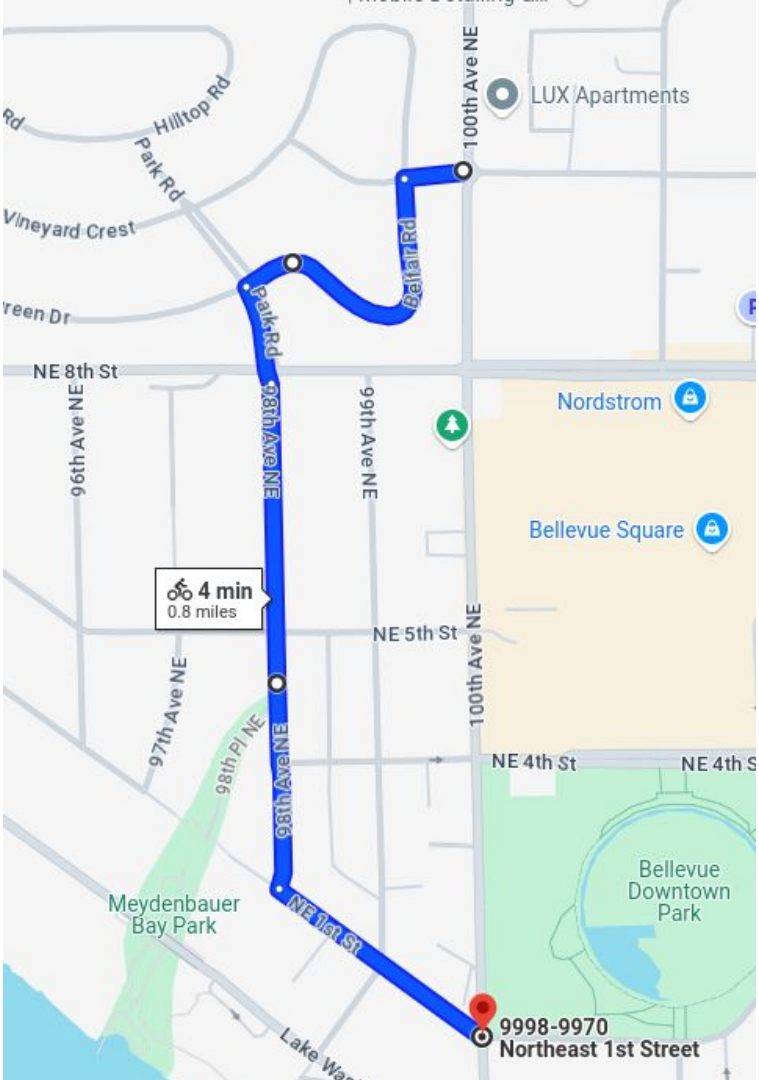 100th Ave NE
LUX Apartments
Rd
Hilltop Rd
Park Rd
Vineyard Crest
Belfair Rd
reen Dr
Park Rd
NE 8th St
96th Ave NE
98th Ave NE
99th Ave NE
Nordstrom
Bellevue Square
4 min
0.8 miles
NE 5th St
100th Ave NE
97th Ave NE
98th Pl NE
98th Ave NE
NE 4th St
NE 4th S
Bellevue
Downtown
Park
Meydenbauer
Bay Park
NE 1st St
9998-9970
Northeast 1st Street
Lake Wa